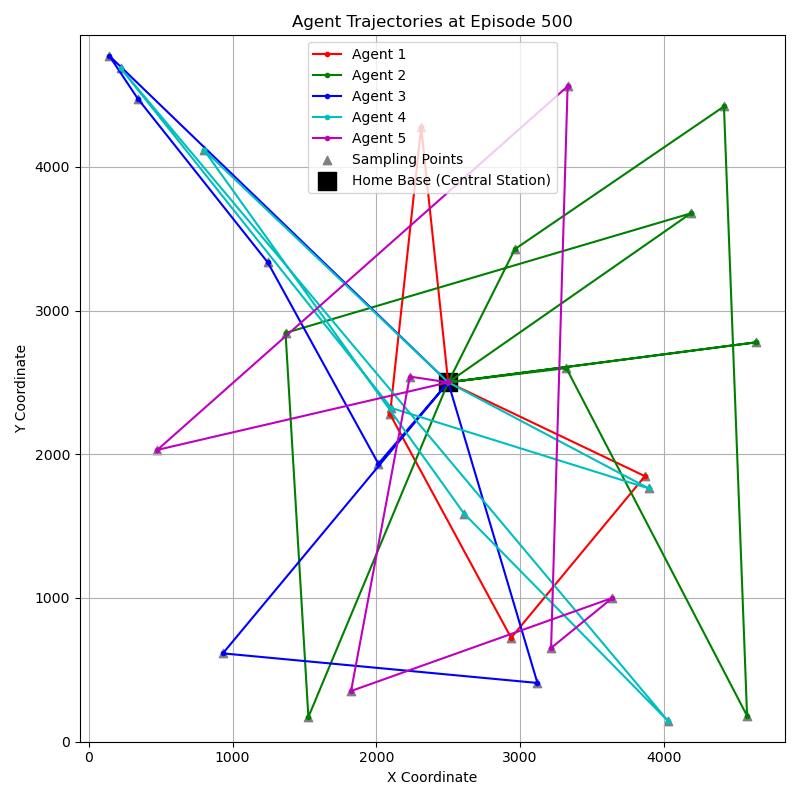 Agent Trajectories at Episode 500
Agent 1
Agent 2
Agent 3
Agent 4
Agent 5
Sampling Points
Home Base (Central Station)
Y Coordinate
4000
3000
2000
1000
0
0 1000 2000 3000 4000
X Coordinate